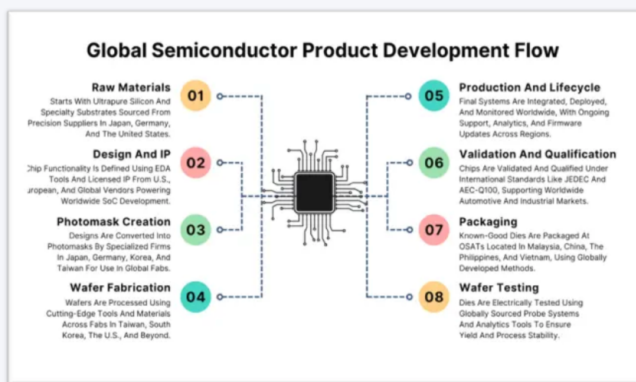 Global Semiconductor Product Development Flow
Raw Materials
01
Starts With Ultrapure Silicon And
Specialty Substrates Sourced From
Precision Suppliers In Japan, Germany,
And The United States.
Design And IP
02
Chip Functionality Is Defined Using EDA
Tools And Licensed IP From U.S.,
uropean, And Global Vendors Powering
Worldwide SoC Development.
Photomask Creation
03
Designs Are Converted Into
Photomasks By Specialized Firms
In Japan, Germany, Korea, And
Taiwan For Use In Global Fabs.
Wafer Fabrication
04
Wafers Are Processed Using
Cutting-Edge Tools And Materials
Across Fabs In Taiwan, South
Korea, The U.S., And Beyond.
05
Production And Lifecycle
Final Systems Are Integrated, Deployed,
And Monitored Worldwide, With Ongoing
Support, Analytics, And Firmware
Updates Across Regions.
06
Validation And Qualification
Chips Are Validated And Qualified Under
International Standards Like JEDEC And
AEC-Q100, Supporting Worldwide
Automotive And Industrial Markets.
07
Packaging
Known-Good Dies Are Packaged At
OSATs Located In Malaysia, China, The
Philippines, And Vietnam, Using Globally
Developed Methods.
08
Wafer Testing
Dies Are Electrically Tested Using
Globally Sourced Probe Systems
And Analytics Tools To Ensure
Yield And Process Stability.